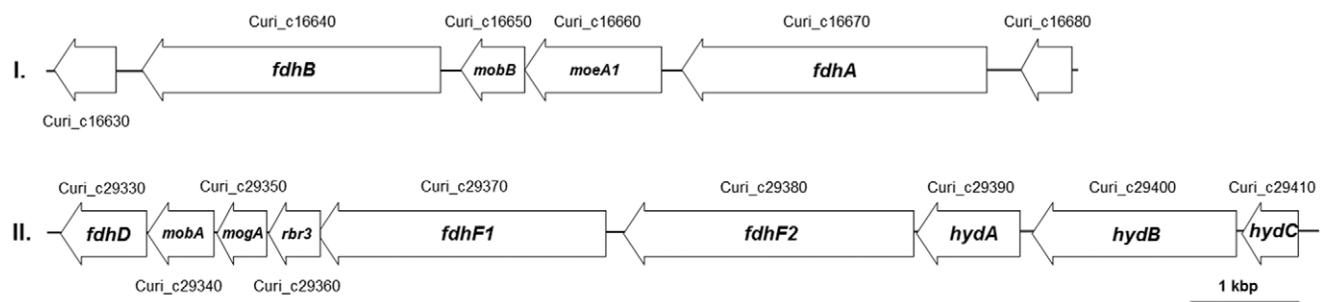 Curi_c16640 Curi_c16650 Curi_c16660 Curi_c16670 Curi_c16680
I. fdhB mobB moeA1 fdhA
Curi_c16630
Curi_c29330 Curi_c29350 Curi_c29370 Curi_c29380 Curi_c29390 Curi_c29400 Curi_c29410
II. fdhD mobA mogA rbr3 fdhF1 fdhF2 hydA hydB hydC
Curi_c29340 Curi_c29360 1 kbp